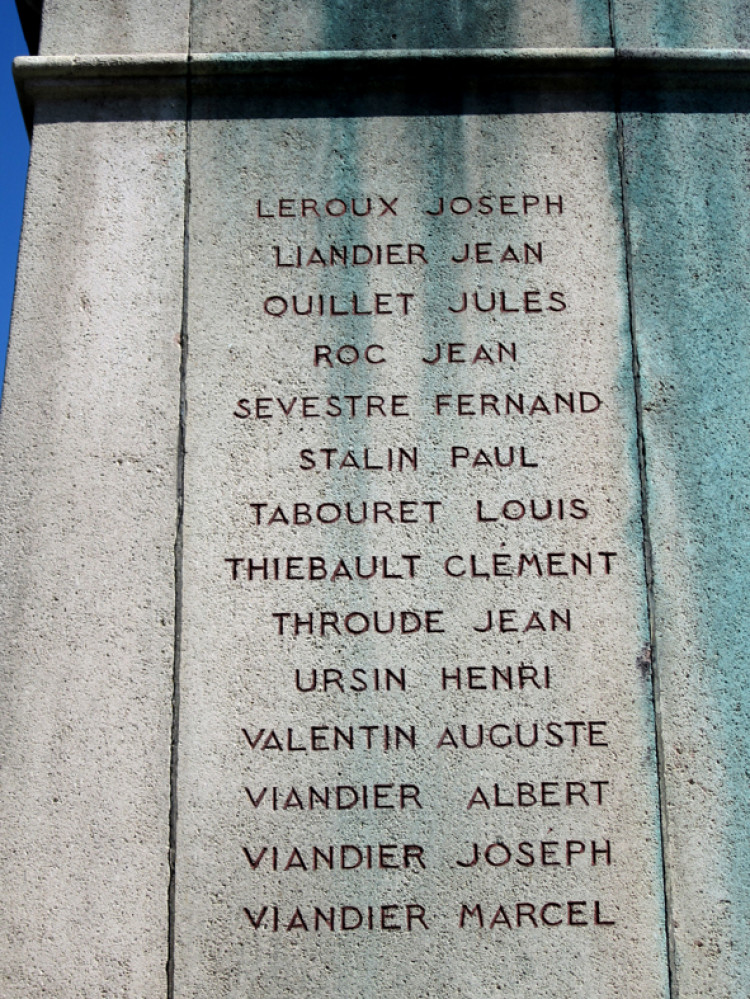 LEROUX JOSEPH
LIANDIER JEAN
OUILLET JULES
ROC JEAN
SEVESTRE FERNAND
STALIN PAUL
TABOURET LOUIS
THIEBAULT CLÉMENT
THROUDE JEAN
URSIN HENRI
VALENTIN AUGUSTE
VIANDIER ALBERT
VIANDIER JOSEPH
VIANDIER MARCEL